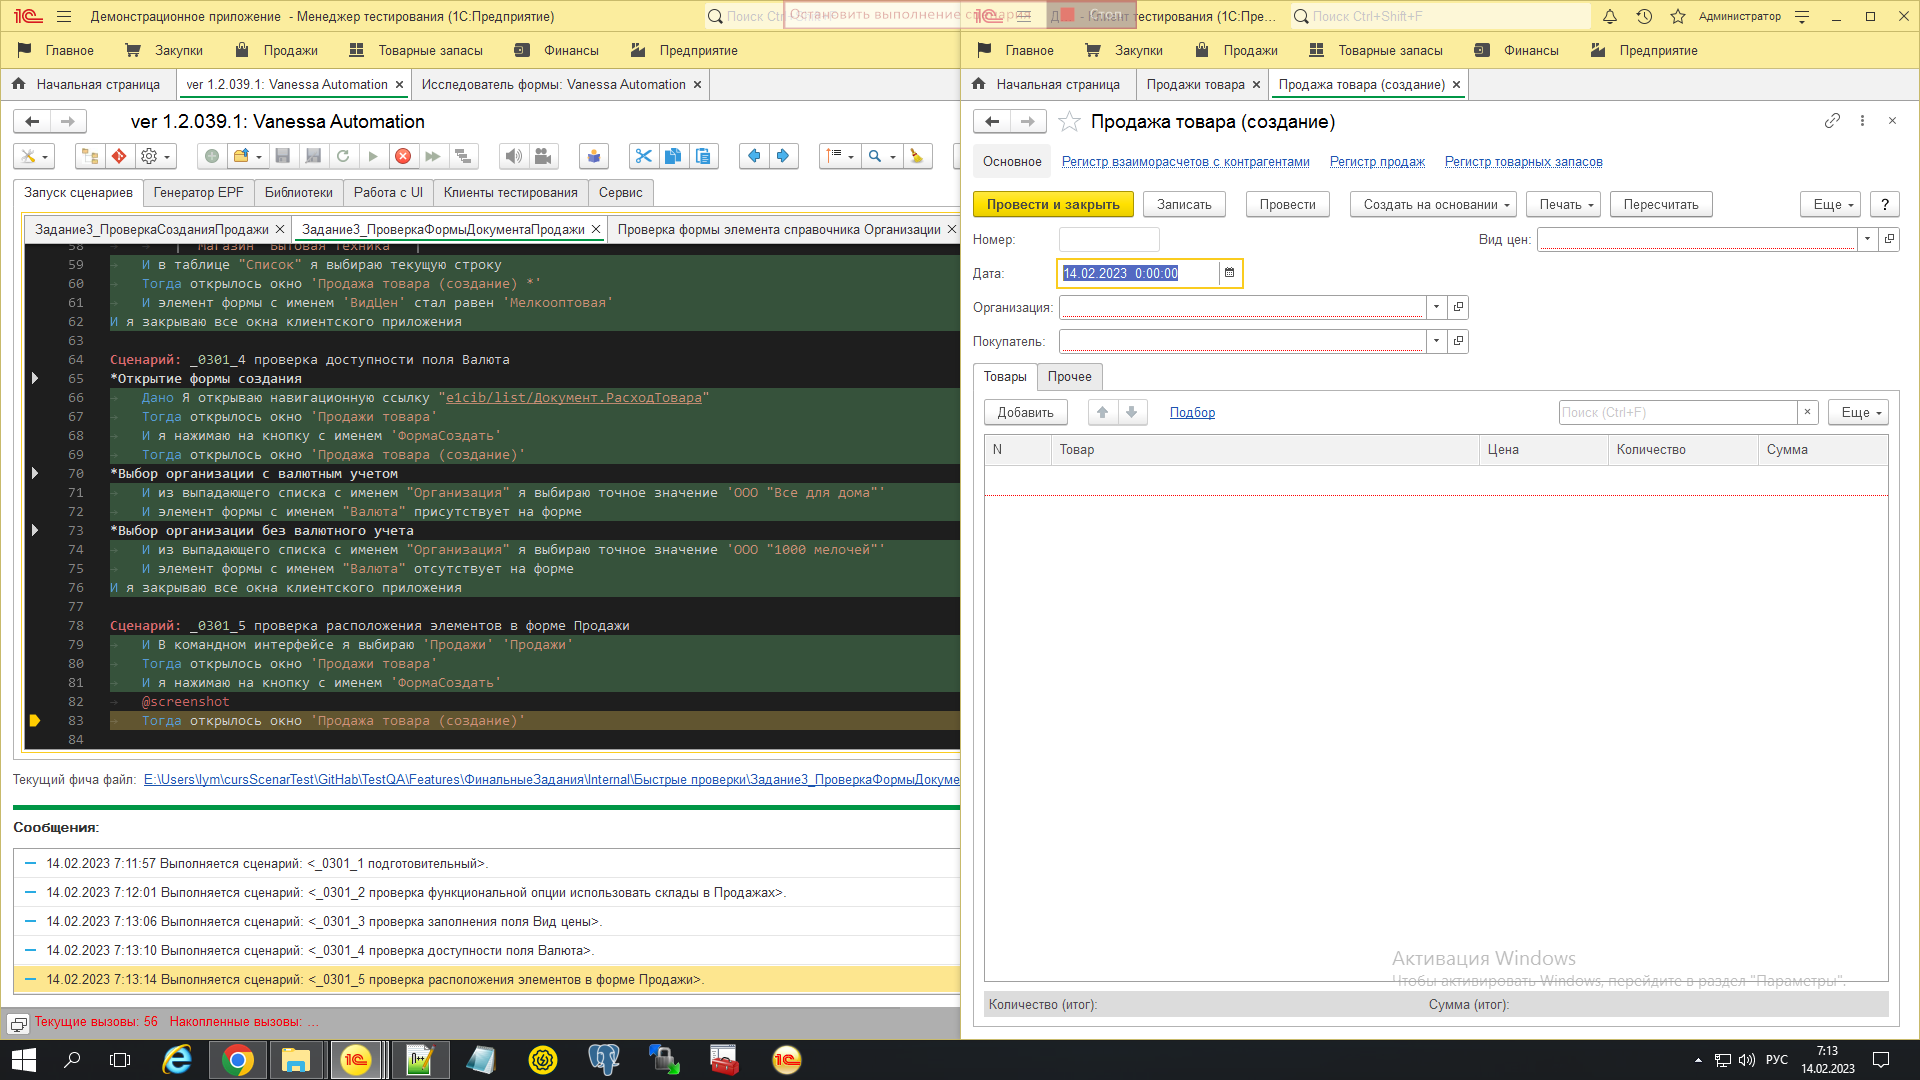 Демонстрационное приложение - Менеджер тестирования (1С:Предприятие)
Поиск Ctrl+Shift+F
Остановить выполнение сценария
Стоп
Д... - Клиент тестирования (1С:Пре...
Поиск Ctrl+Shift+F
Администратор
Главное
Закупки
Продажи
Товарные запасы
Финансы
Предприятие
Главное
Закупки
Продажи
Товарные запасы
Финансы
Предприятие
Начальная страница
ver 1.2.039.1: Vanessa Automation
Исследователь формы: Vanessa Automation
Начальная страница
Продажи товара
Продажа товара (создание)
ver 1.2.039.1: Vanessa Automation
Запуск сценариев
Генератор EPF
Библиотеки
Работа с UI
Клиенты тестирования
Сервис
Задание3_ПроверкаСозданияПродажи
Задание3_ПроверкаФормыДокументаПродажи
Проверка формы элемента справочника Организации
58 | 'Магазин "Бытовая техника"' |
59 И в таблице "Список" я выбираю текущую строку
60 Тогда открылось окно 'Продажа товара (создание) *'
61 И элемент формы с именем 'ВидЦен' стал равен 'Мелкооптовая'
62 И я закрываю все окна клиентского приложения
63
64 Сценарий: _0301_4 проверка доступности поля Валюта
65 *Открытие формы создания
66 Дано Я открываю навигационную ссылку "e1cib/list/Документ.РасходТовара"
67 Тогда открылось окно 'Продажи товара'
68 И я нажимаю на кнопку с именем 'ФормаСоздать'
69 Тогда открылось окно 'Продажа товара (создание)'
70 *Выбор организации с валютным учетом
71 И из выпадающего списка с именем "Организация" я выбираю точное значение 'ООО "Все для дома"'
72 И элемент формы с именем "Валюта" присутствует на форме
73 *Выбор организации без валютного учета
74 И из выпадающего списка с именем "Организация" я выбираю точное значение 'ООО "1000 мелочей"'
75 И элемент формы с именем "Валюта" отсутствует на форме
76 И я закрываю все окна клиентского приложения
77
78 Сценарий: _0301_5 проверка расположения элементов в форме Продажи
79 И В командном интерфейсе я выбираю 'Продажи' 'Продажи'
80 Тогда открылось окно 'Продажи товара'
81 И я нажимаю на кнопку с именем 'ФормаСоздать'
82 @screenshot
83 Тогда открылось окно 'Продажа товара (создание)'
84
Текущий фича файл: E:\Users\lym\cursScenarTest\GitHab\TestQA\Features\ФинальныеЗадания\Internal\Быстрые проверки\Задание3_ПроверкаФормыДокуме
Сообщения:
14.02.2023 7:11:57 Выполняется сценарий: <_0301_1 подготовительный>.
14.02.2023 7:12:01 Выполняется сценарий: <_0301_2 проверка функциональной опции использовать склады в Продажах>.
14.02.2023 7:13:06 Выполняется сценарий: <_0301_3 проверка заполнения поля Вид цены>.
14.02.2023 7:13:10 Выполняется сценарий: <_0301_4 проверка доступности поля Валюта>.
14.02.2023 7:13:14 Выполняется сценарий: <_0301_5 проверка расположения элементов в форме Продажи>.
Текущие вызовы: 56 Накопленные вызовы: ...
Продажа товара (создание)
Основное
Регистр взаиморасчетов с контрагентами
Регистр продаж
Регистр товарных запасов
Провести и закрыть
Записать
Провести
Создать на основании
Печать
Пересчитать
Еще
?
Номер:
Вид цен:
Дата: 14.02.2023 0:00:00
Организация:
Покупатель:
Товары
Прочее
Добавить
Подбор
Поиск (Ctrl+F)
×
Еще
N
Товар
Цена
Количество
Сумма
Активация Windows
Чтобы активировать Windows, перейдите в раздел "Параметры".
Количество (итог):
Сумма (итог):
РУС
7:13
14.02.2023